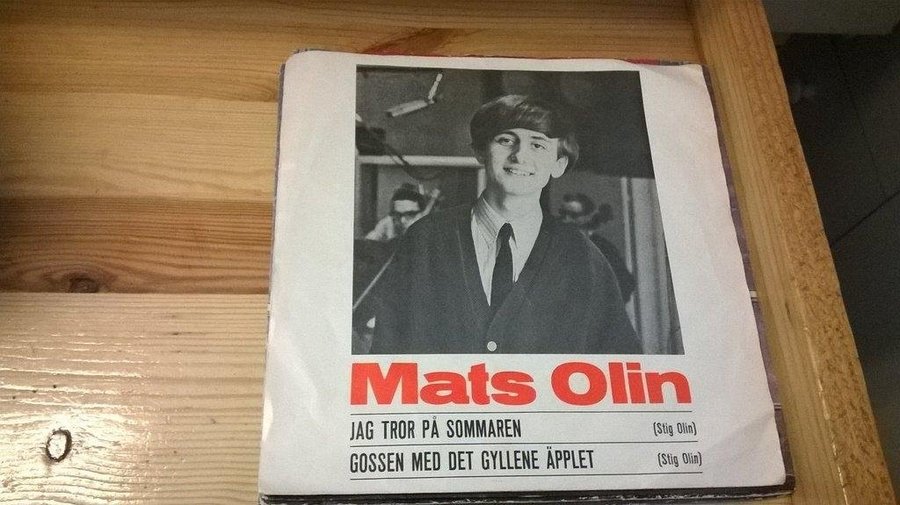 Mats Olin
JAG TROR PÅ SOMMAREN (Stig Olin)
GOSSEN MED DET GYLLENE ÄPPLET (Stig Olin)